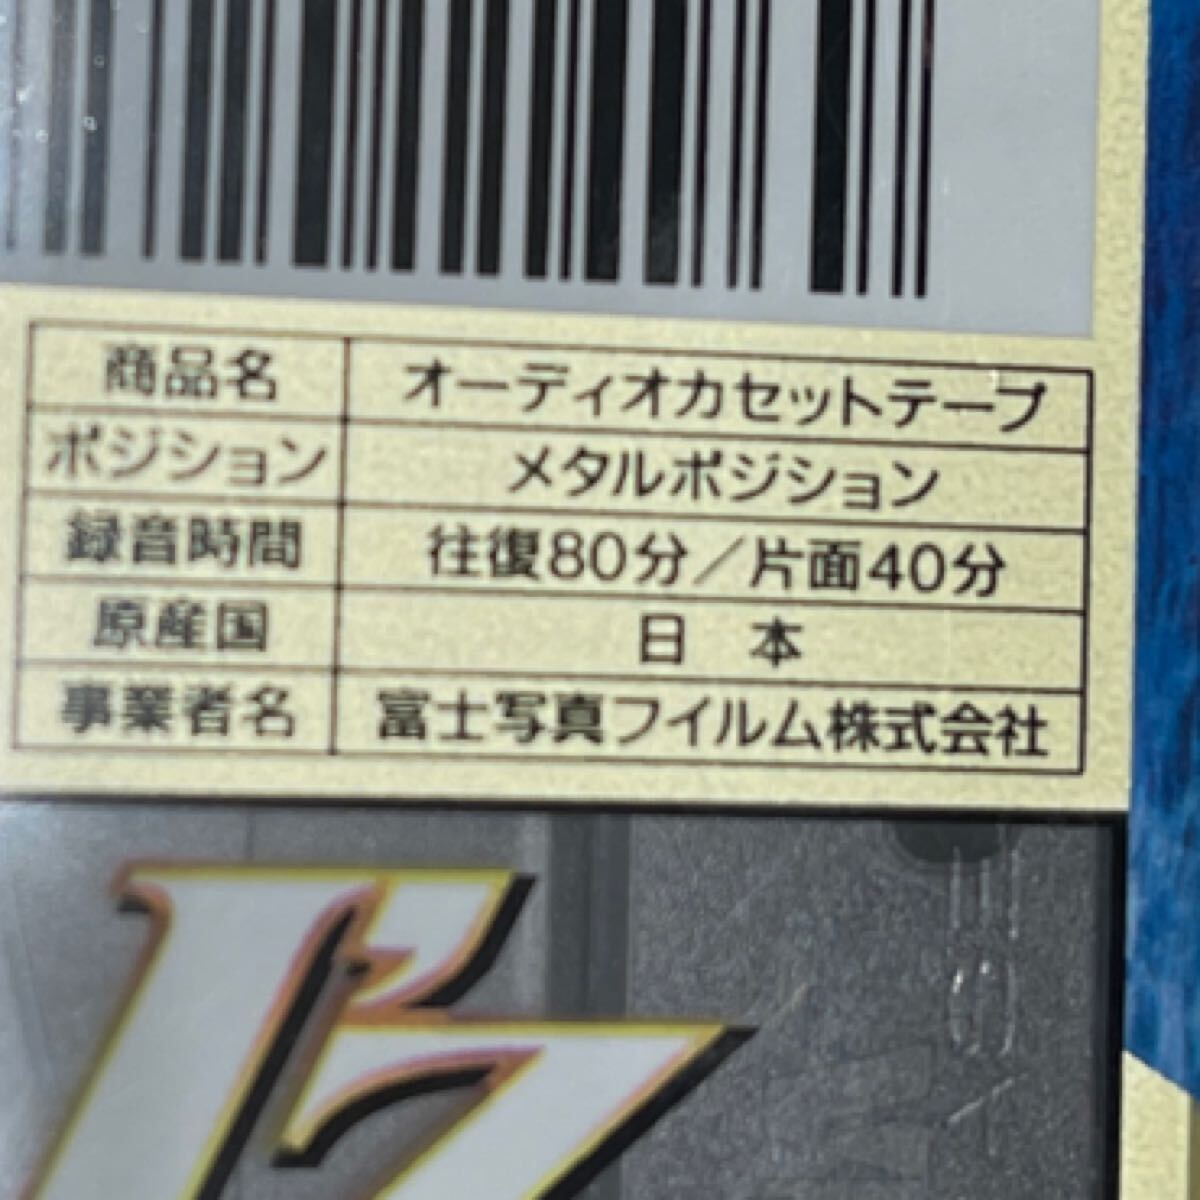 商品名 オーディオカセットテープ
ポジション メタルポジション
録音時間 往復80分／片面40分
原産国 日本
事業者名 富士写真フイルム株式会社